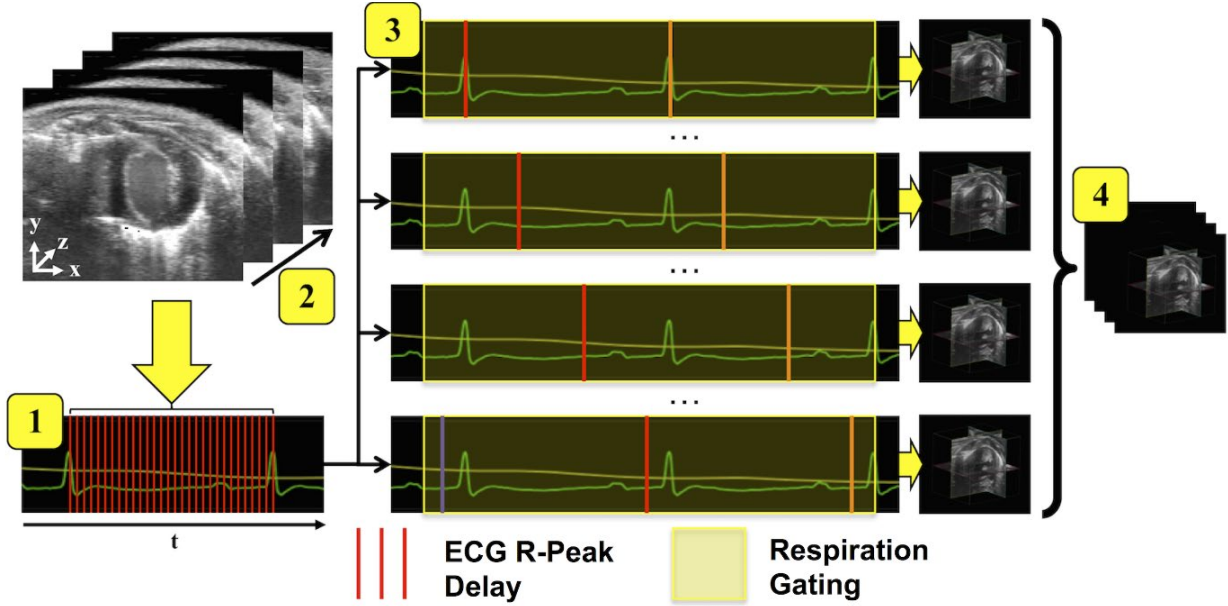 3
...
y
z
x
2
4
...
...
1
t
ECG R-Peak
Delay
Respiration
Gating